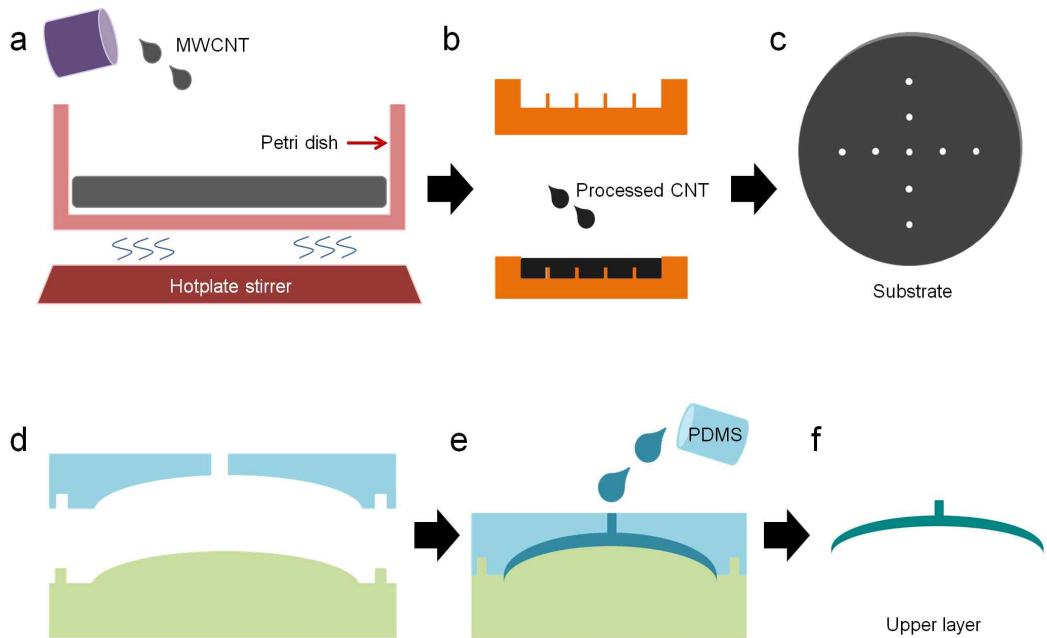 a
MWCNT
Petri dish
Hotplate stirrer
b
Processed CNT
c
Substrate
d
e
PDMS
f
Upper layer